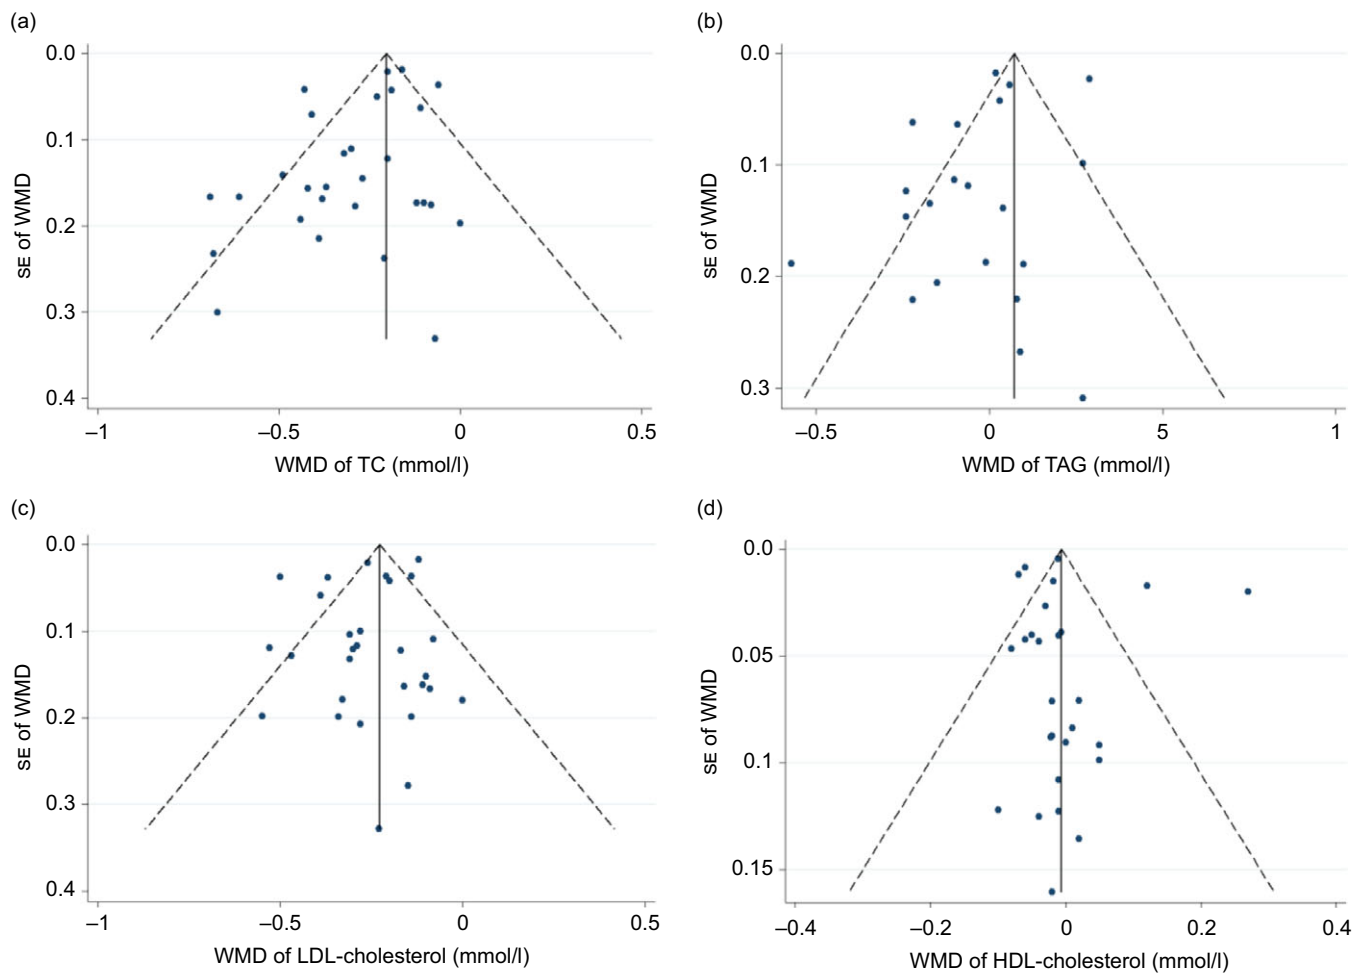 (a)
0.0
0.1
0.2
0.3
0.4
SE of WMD
–1
–0.5
0
0.5
WMD of TC (mmol/l)
(b)
0.0
0.1
0.2
0.3
SE of WMD
–0.5
0
5
1
WMD of TAG (mmol/l)
(c)
0.0
0.1
0.2
0.3
0.4
SE of WMD
–1
–0.5
0
0.5
WMD of LDL-cholesterol (mmol/l)
(d)
0.0
0.05
0.1
0.15
SE of WMD
–0.4
–0.2
0
0.2
0.4
WMD of HDL-cholesterol (mmol/l)